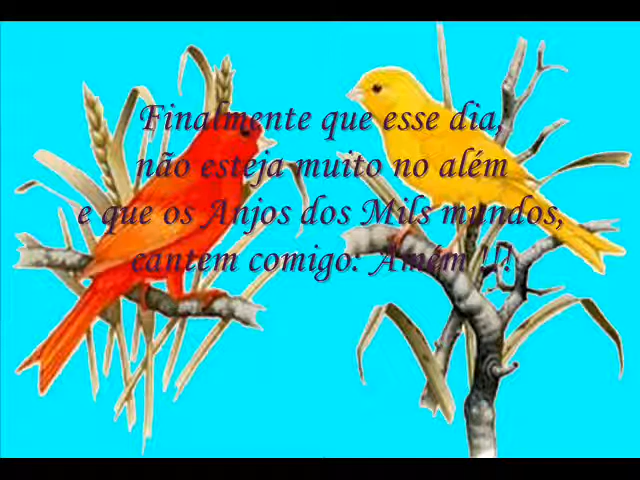 Finalmente que esse dia,
não esteja muito no além
e que os Anjos dos Mils mundos,
cantem comigo: Amém !!!